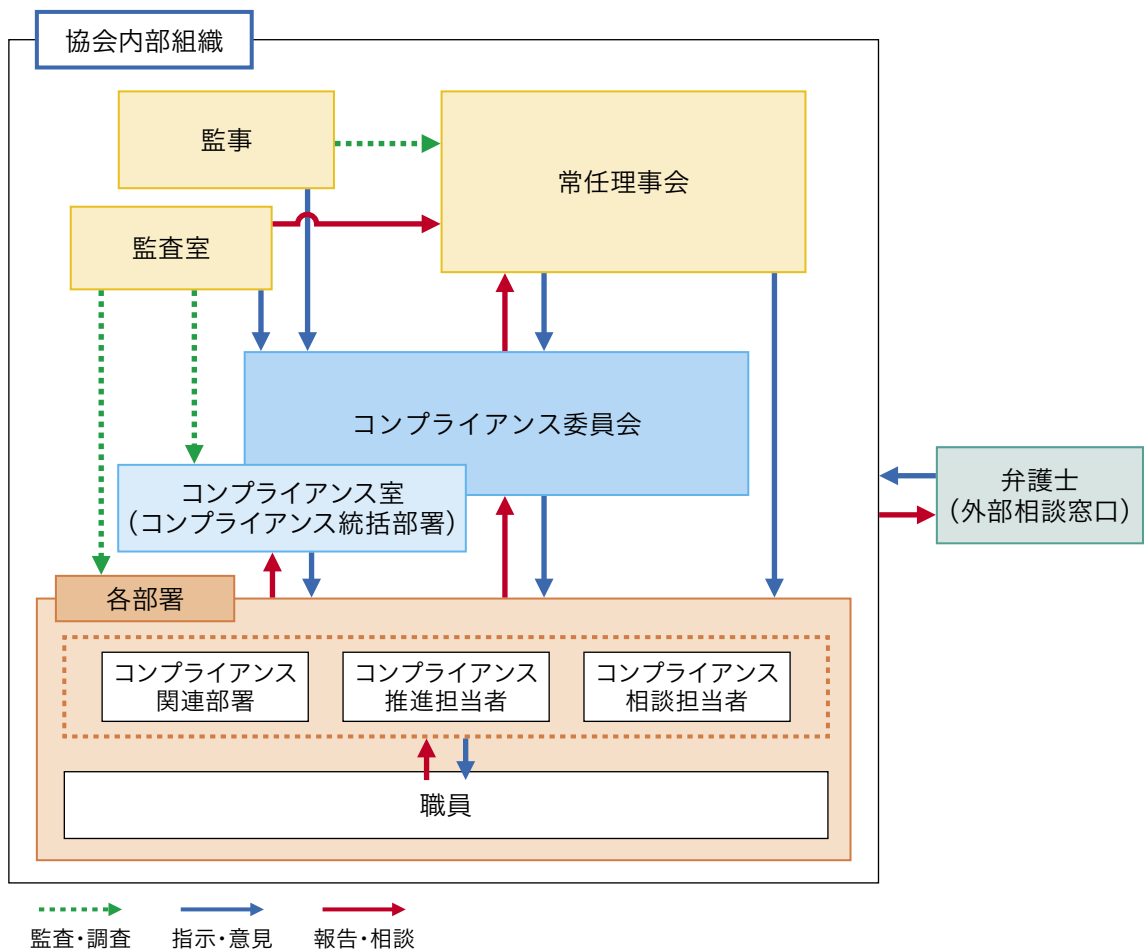 協会内部組織
監事
常任理事会
監査室
コンプライアンス委員会
コンプライアンス室
（コンプライアンス統括部署）
弁護士
（外部相談窓口）
各部署
コンプライアンス
関連部署
コンプライアンス
推進担当者
コンプライアンス
相談担当者
職員
監査・調査
指示・意見
報告・相談